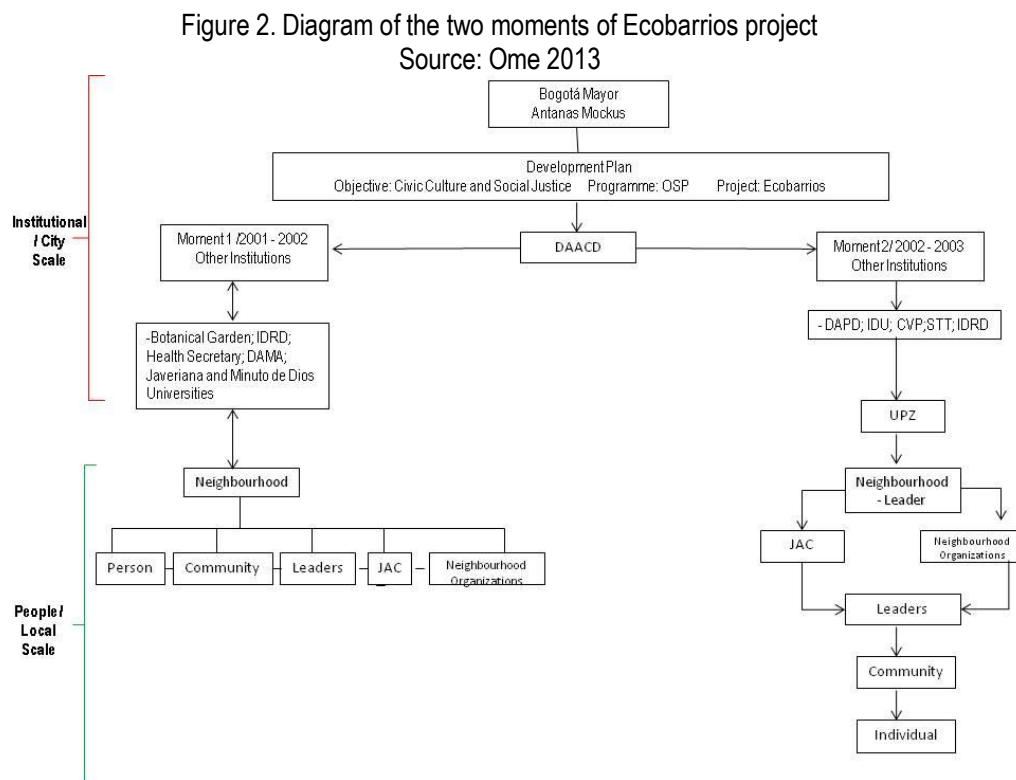 Figure 2. Diagram of the two moments of Ecobarrios project
Source: Ome 2013
Bogotá Mayor
Antanas Mockus
Development Plan
Objective: Civic Culture and Social Justice Programme: OSP Project: Ecobarrios
Institutional
/ City
Scale
Moment 1 /2001 - 2002
Other Institutions
DAACD
Moment 2/ 2002 - 2003
Other Institutions
-Botanical Garden; IDRD;
Health Secretary; DAMA;
Javeriana and Minuto de Dios
Universities
- DAPD; IDU; CVP;STT; IDRD
UPZ
Neighbourhood
Neighbourhood
- Leader
JAC
Neighbourhood
Organizations
Person
Community
Leaders
JAC
Neighbourhood
Organizations
People /
Local
Scale
Leaders
Community
Individual